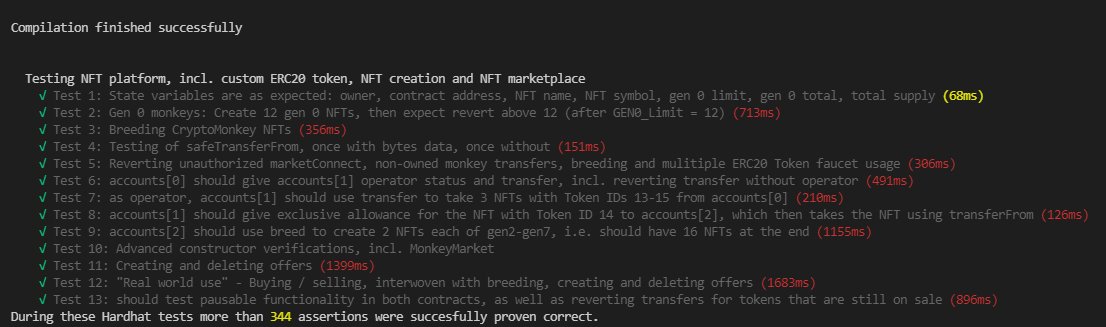 Compilation finished successfully
Testing NFT platform, incl. custom ERC20 token, NFT creation and NFT marketplace
√ Test 1: State variables are as expected: owner, contract address, NFT name, NFT symbol, gen 0 limit, gen 0 total, total supply (68ms)
√ Test 2: Gen 0 monkeys: Create 12 gen 0 NFTs, then expect revert above 12 (after GEN0_Limit = 12) (713ms)
√ Test 3: Breeding CryptoMonkey NFTs (356ms)
√ Test 4: Testing of safeTransferFrom, once with bytes data, once without (151ms)
√ Test 5: Reverting unauthorized marketConnect, non-owned monkey transfers, breeding and mulitiple ERC20 Token faucet usage (306ms)
√ Test 6: accounts[0] should give accounts[1] operator status and transfer, incl. reverting transfer without operator (491ms)
√ Test 7: as operator, accounts[1] should use transfer to take 3 NFTs with Token IDs 13-15 from accounts[0] (210ms)
√ Test 8: accounts[1] should give exclusive allowance for the NFT with Token ID 14 to accounts[2], which then takes the NFT using transferFrom (126ms)
√ Test 9: accounts[2] should use breed to create 2 NFTs each of gen2-gen7, i.e. should have 16 NFTs at the end (1155ms)
√ Test 10: Advanced constructor verifications, incl. MonkeyMarket
√ Test 11: Creating and deleting offers (1399ms)
√ Test 12: "Real world use" - Buying / selling, interwoven with breeding, creating and deleting offers (1683ms)
√ Test 13: should test pausable functionality in both contracts, as well as reverting transfers for tokens that are still on sale (896ms)
During these Hardhat tests more than 344 assertions were succesfully proven correct.